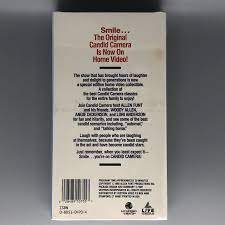 Smile...
The Original
Candid Camera
Is Now On
Home Video!
The show that has brought hours of laughter
and delight to generations is now
a special edition home video collectible.
A collection of
the best Candid Camera classics
for the entire family to enjoy!
Join Candid Camera host ALLEN FUNT
and his friends, WOODY ALLEN,
ANGIE DICKINSON, and LONI ANDERSON
for fun and hilarity, and see some of the best
known scenarios, including "automat,"
and "talking horse."
Laugh with people who are laughing at
themselves, because they've been caught
in the act and have become candid stars.
Just remember, when you least expect it—
Smile... you're on CANDID CAMERA!
ISBN